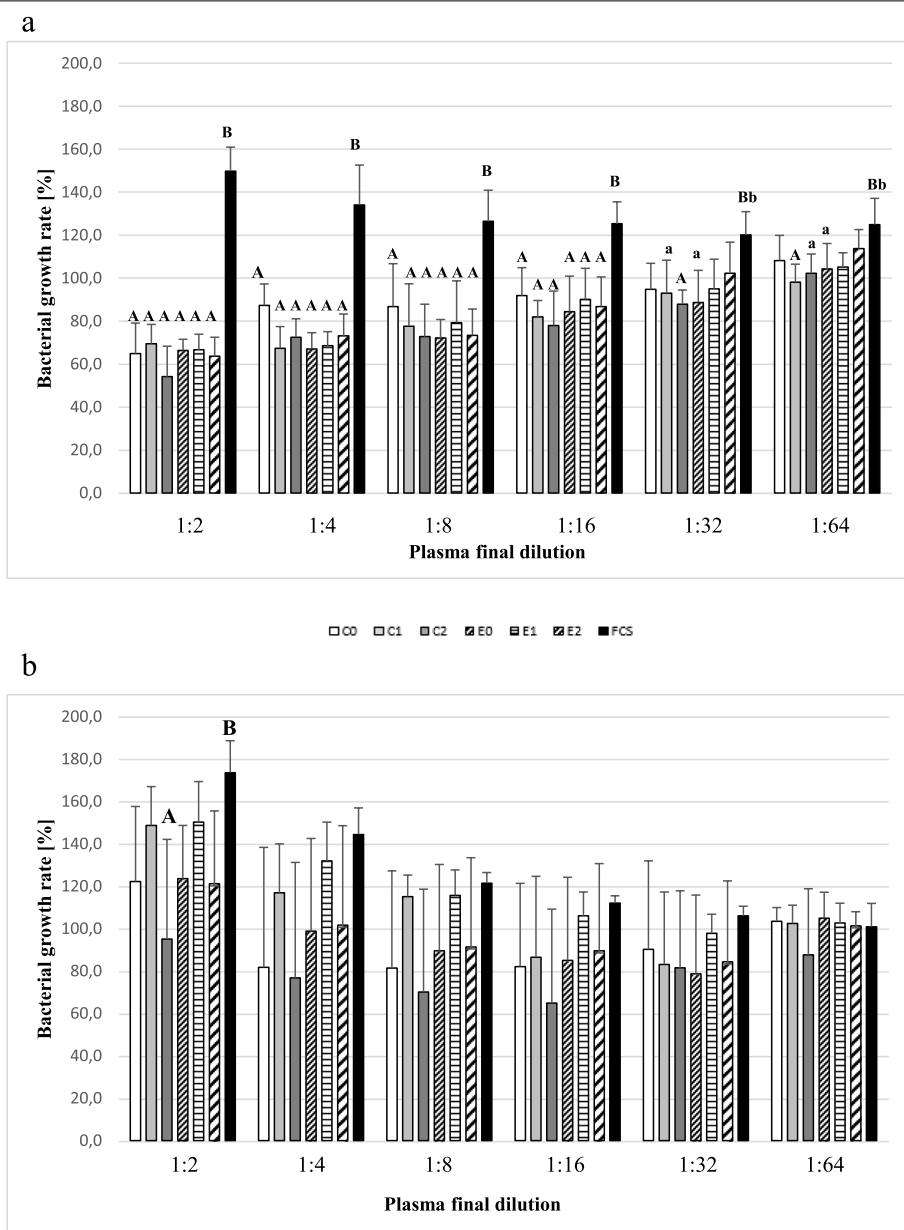 a
200,0
180,0
160,0
140,0
120,0
100,0
80,0
60,0
40,0
20,0
0,0
Bacterial growth rate [%]
A A A A A A B
A A A A A A B
A A A A A A B
A A A A A A B
a A a Bb
A a a Bb
1:2 1:4 1:8 1:16 1:32 1:64
Plasma final dilution
C0 C1 C2 E0 E1 E2 FCS
b
200,0
180,0
160,0
140,0
120,0
100,0
80,0
60,0
40,0
20,0
0,0
Bacterial growth rate [%]
A B
1:2 1:4 1:8 1:16 1:32 1:64
Plasma final dilution